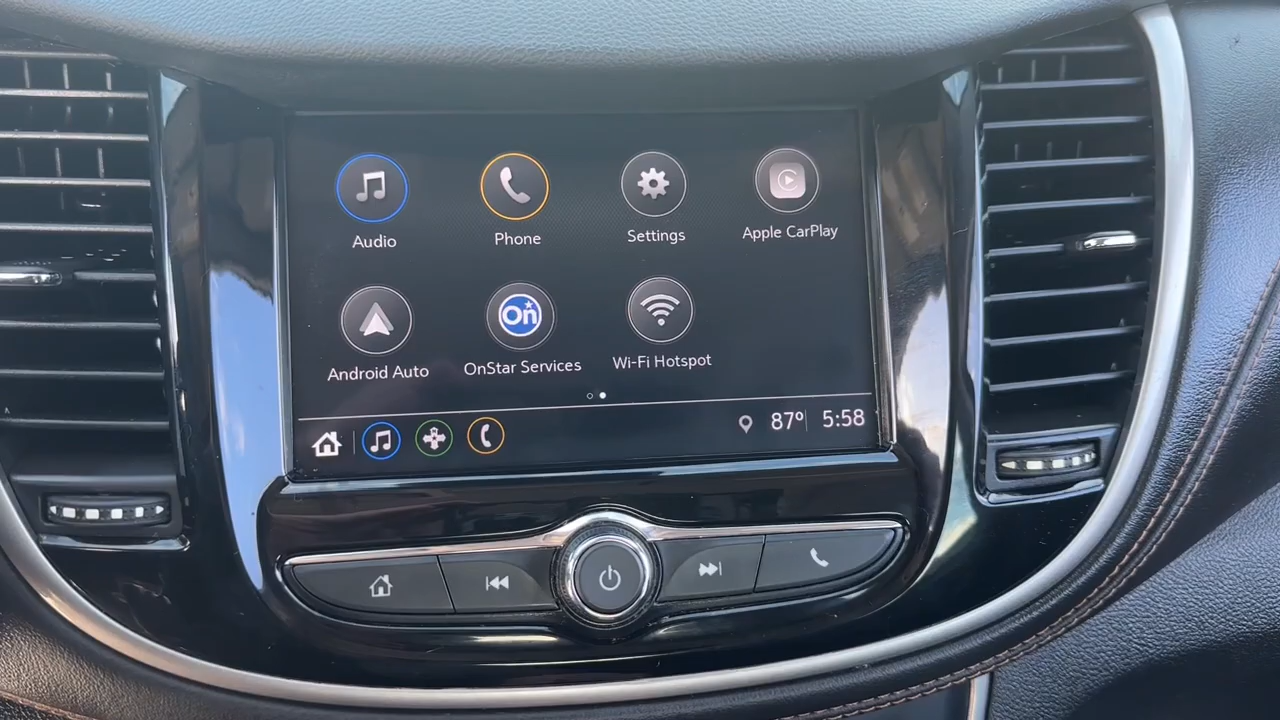 Audio
Phone
Settings
Apple CarPlay
Android Auto
On
OnStar Services
Wi-Fi Hotspot
87°
5:58